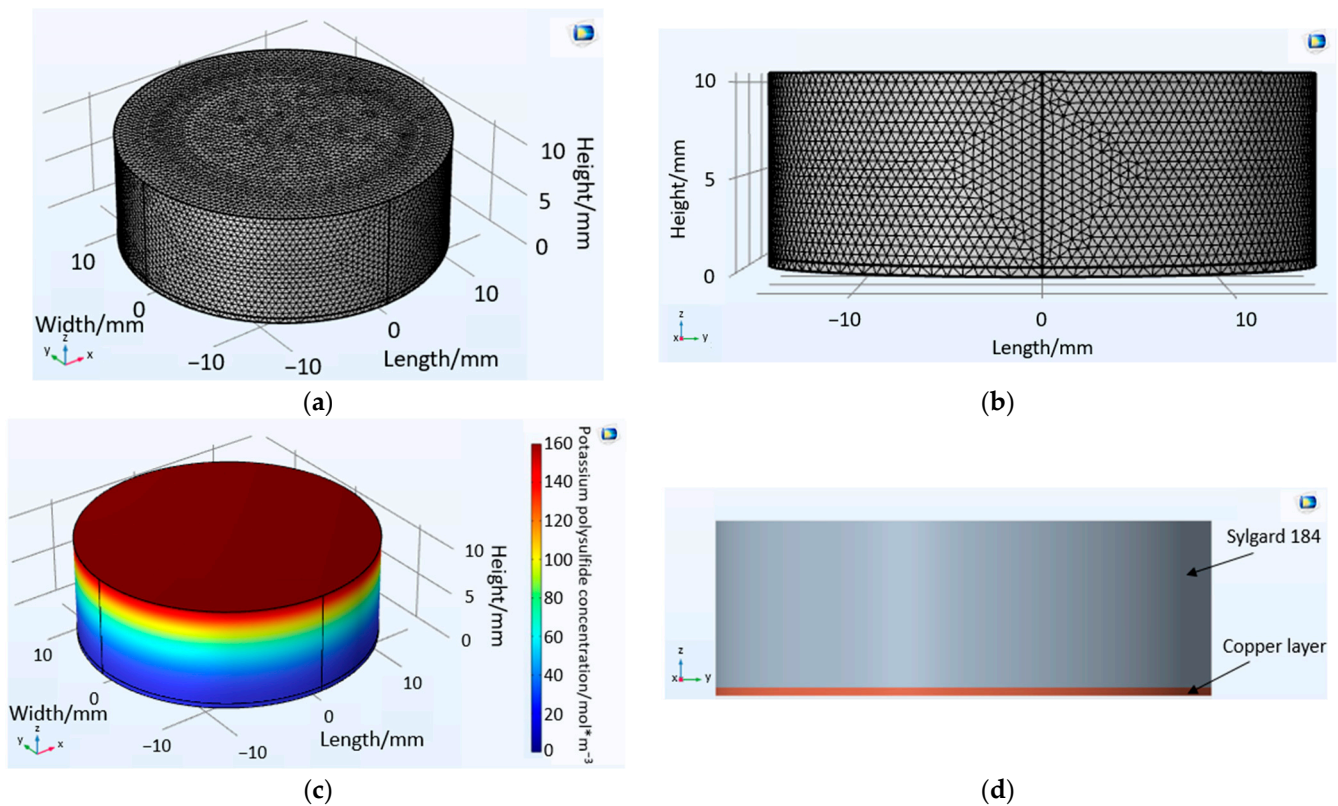 10
5
0
Height/mm
10
0
−10
Width/mm
10
0
−10
Length/mm
z
y
x
(a)
10
5
0
Height/mm
−10
0
10
Length/mm
z
x
y
(b)
160
140
120
100
80
60
40
20
0
Potassium polysulfide concentration/mol*m⁻³
10
5
0
Height/mm
10
0
−10
Width/mm
10
0
−10
Length/mm
z
y
x
(c)
Sylgard 184
Copper layer
z
x
y
(d)